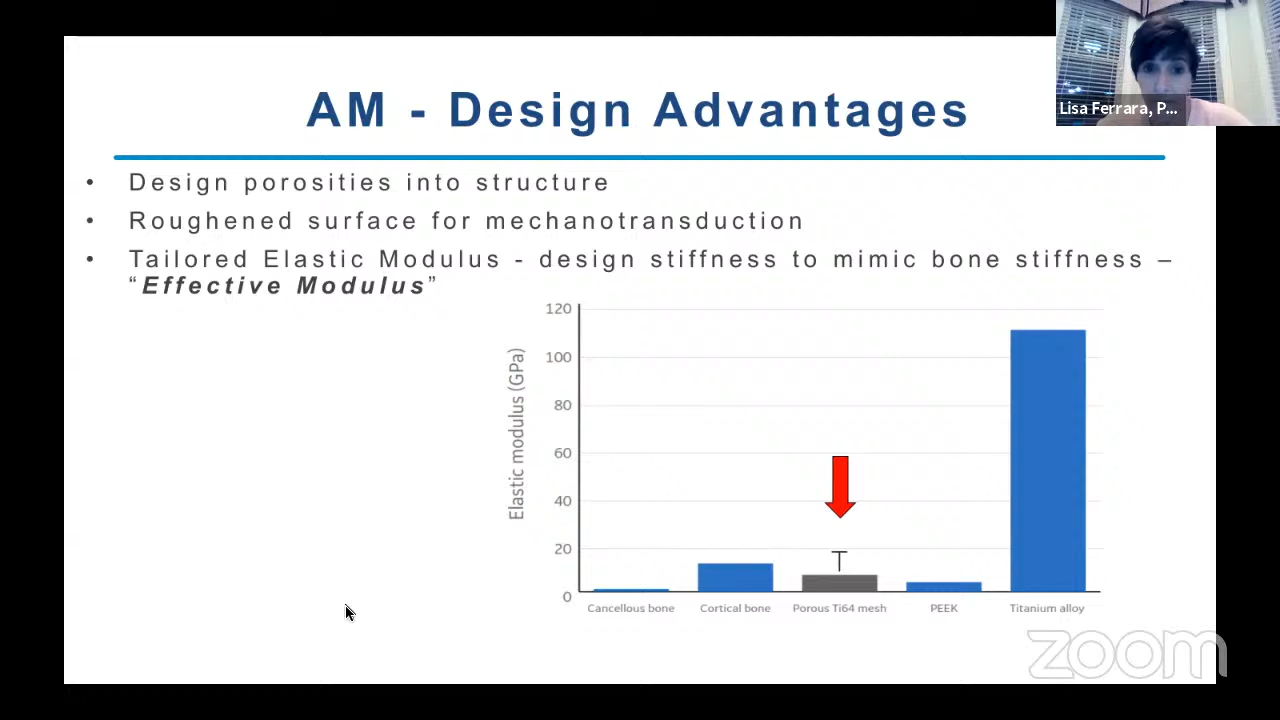 AM - Design Advantages
Lisa Ferrara, P...
• Design porosities into structure
• Roughened surface for mechanotransduction
• Tailored Elastic Modulus - design stiffness to mimic bone stiffness –
“Effective Modulus”
Elastic modulus (GPa)
120
100
80
60
40
20
0
Cancellous bone
Cortical bone
Porous Ti64 mesh
PEEK
Titanium alloy
zoom